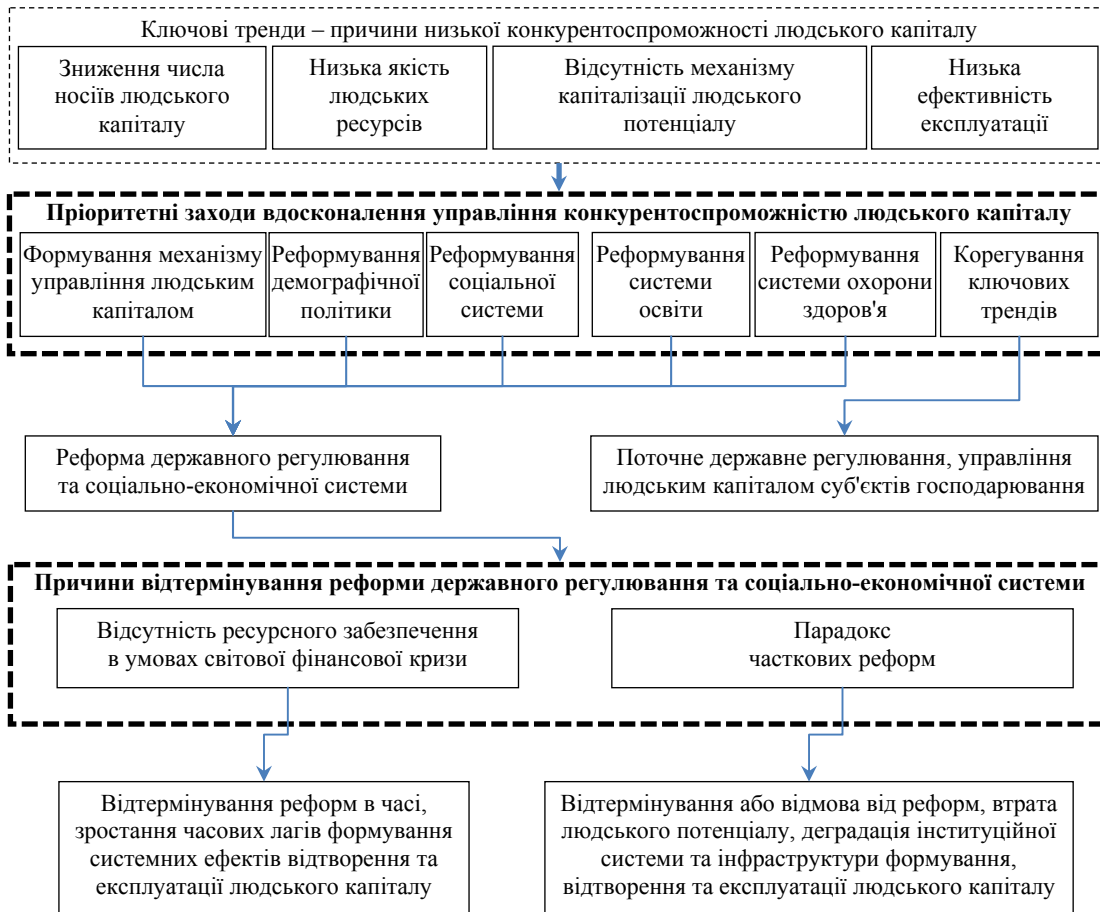 Ключові тренди – причини низької конкурентоспроможності людського капіталу
Зниження числа
носіїв людського
капіталу
Низька якість
людських
ресурсів
Відсутність механізму
капіталізації людського
потенціалу
Низька
ефективність
експлуатації
Пріоритетні заходи вдосконалення управління конкурентоспроможністю людського капіталу
Формування механізму
управління людським
капіталом
Реформування
демографічної
політики
Реформування
соціальної
системи
Реформування
системи
освіти
Реформування
системи охорони
здоров'я
Корегування
ключових
трендів
Реформа державного регулювання
та соціально-економічної системи
Поточне державне регулювання, управління
людським капіталом суб'єктів господарювання
Причини відтермінування реформи державного регулювання та соціально-економічної системи
Відсутність ресурсного забезпечення
в умовах світової фінансової кризи
Парадокс
часткових реформ
Відтермінування реформ в часі,
зростання часових лагів формування
системних ефектів відтворення та
експлуатації людського капіталу
Відтермінування або відмова від реформ, втрата
людського потенціалу, деградація інституційної
системи та інфраструктури формування,
відтворення та експлуатації людського капіталу